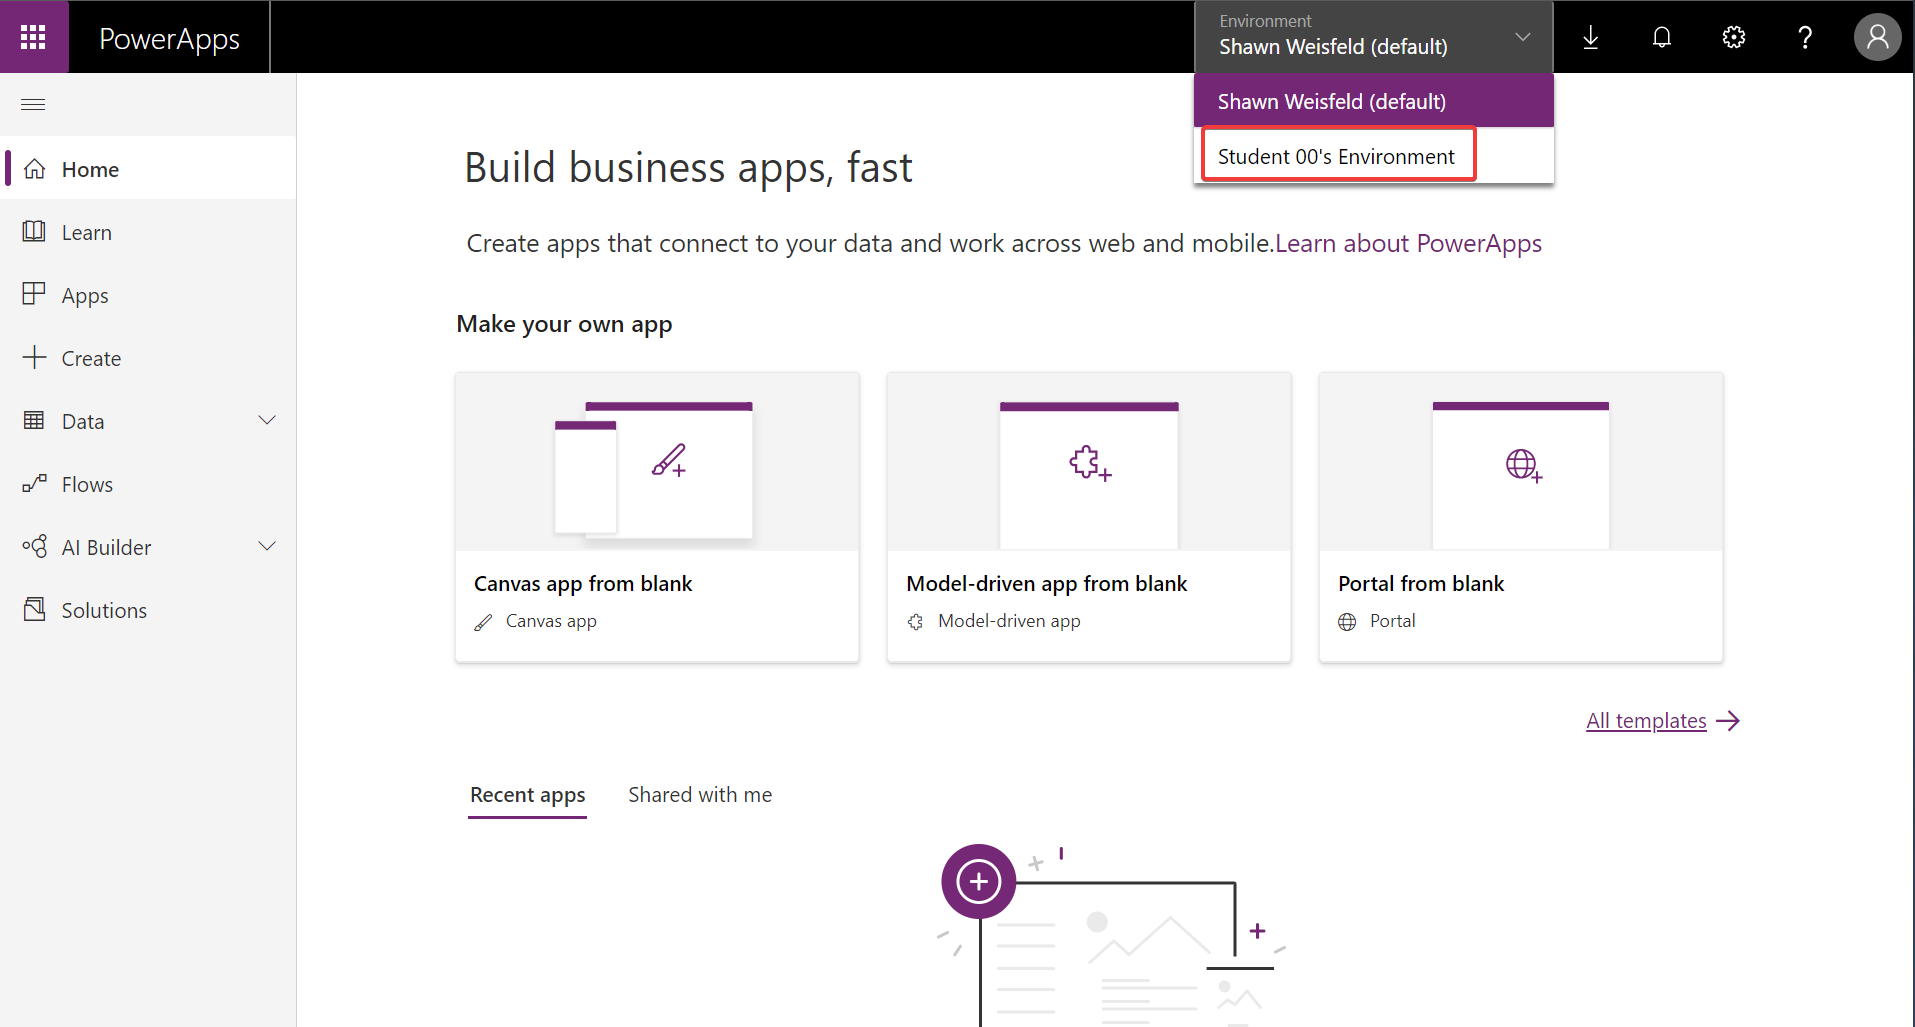 PowerApps
Environment
Shawn Weisfeld (default)
Shawn Weisfeld (default)
Student 00's Environment
Home
Learn
Apps
Create
Data
Flows
AI Builder
Solutions
Build business apps, fast
Create apps that connect to your data and work across web and mobile.Learn about PowerApps
Make your own app
Canvas app from blank
Canvas app
Model-driven app from blank
Model-driven app
Portal from blank
Portal
All templates
Recent apps
Shared with me